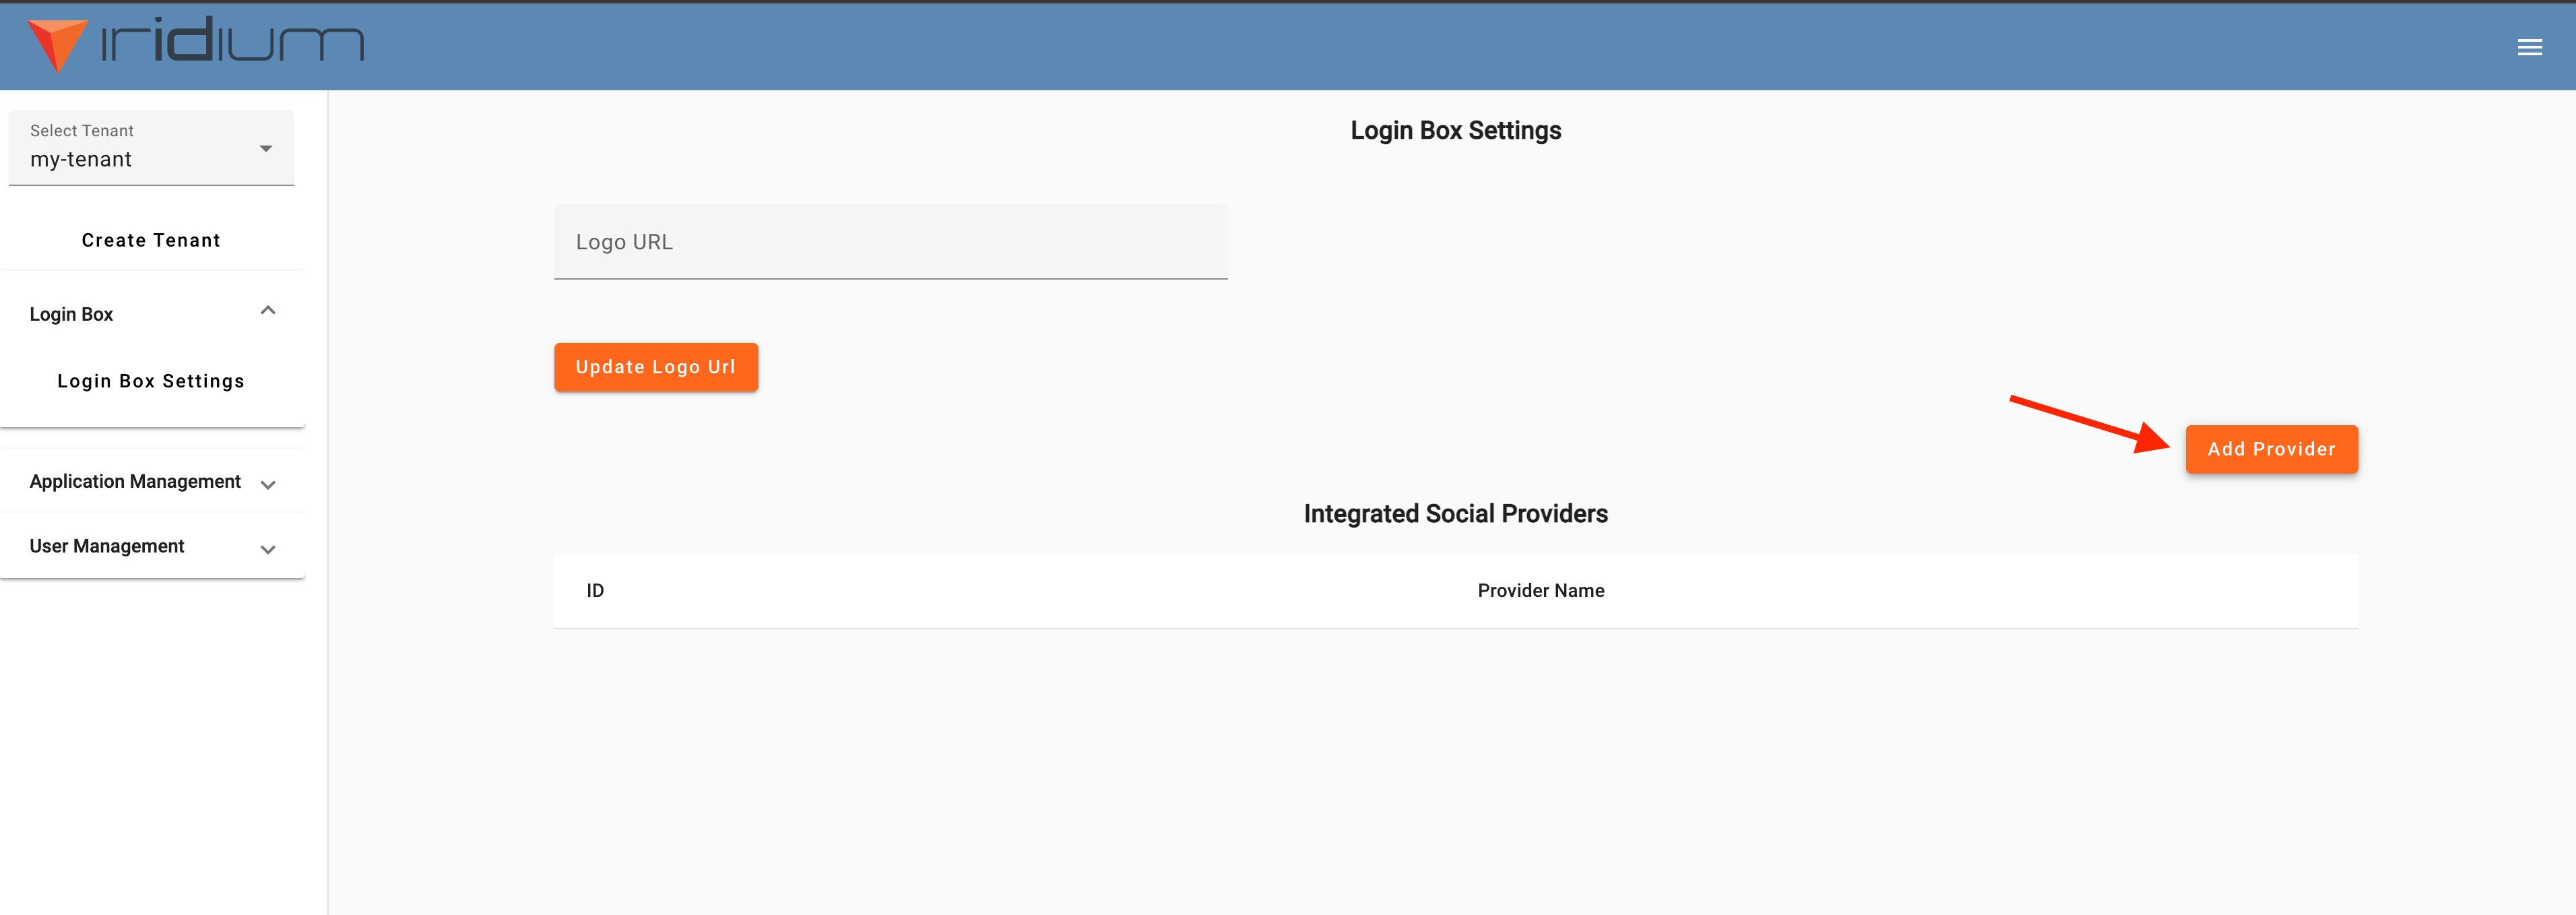 iridium
Select Tenant
my-tenant
Create Tenant
Login Box
Login Box Settings
Application Management
User Management
Login Box Settings
Logo URL
Update Logo Url
Add Provider
Integrated Social Providers
ID Provider Name